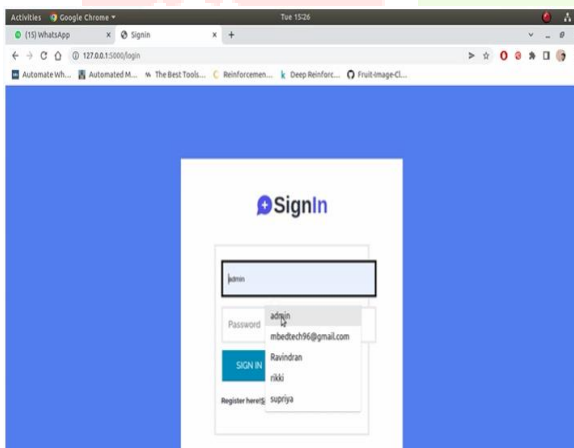 Activities Google Chrome Tue 15:26
(15) WhatsApp Signin
127.0.0.1:5000/login
Automate Wh... Automated M... The Best Tools... Reinforcemen... Deep Reinforc... Fruit-Image-Cl...
SignIn
admin
Password
admin
mbedtech96@gmail.com
SIGN IN
Ravindran
rikki
Register here!
supriya